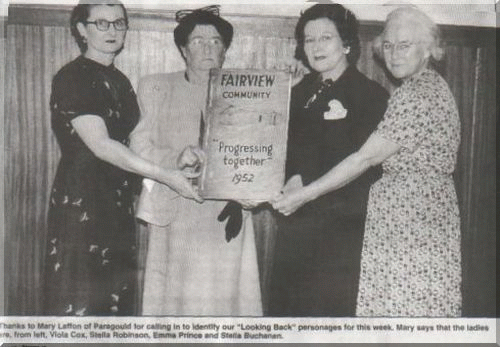 FAIRVIEW
COMMUNITY
"Progressing
together"
1952
Thanks to Mary Laffon of Paragould for calling in to identify our "Looking Back" personages for this week. Mary says that the ladies
are, from left, Viola Cox, Stella Robinson, Emma Prince and Stella Buchanan.